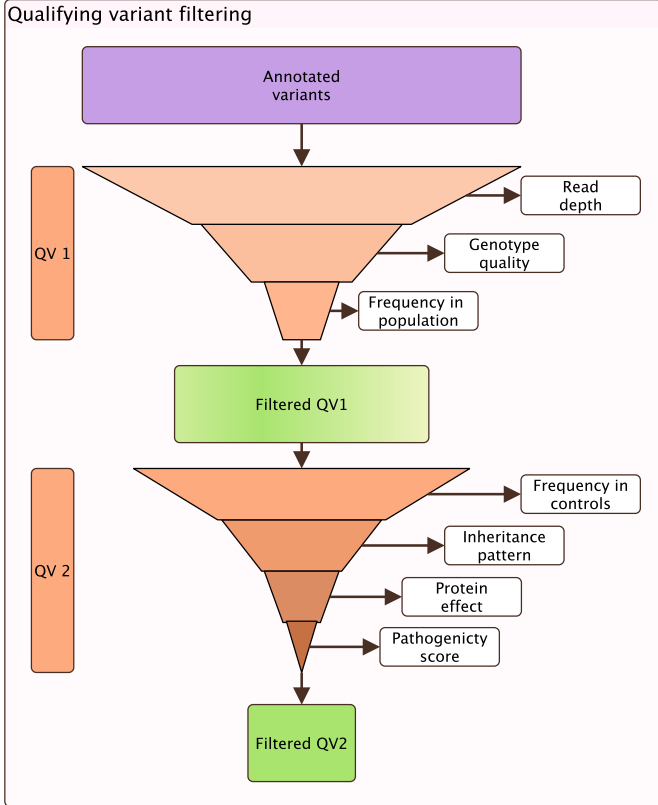 Qualifying variant filtering
Annotated
variants
QV 1
Read
depth
Genotype
quality
Frequency in
population
Filtered QV1
QV 2
Frequency in
controls
Inheritance
pattern
Protein
effect
Pathogenicty
score
Filtered QV2